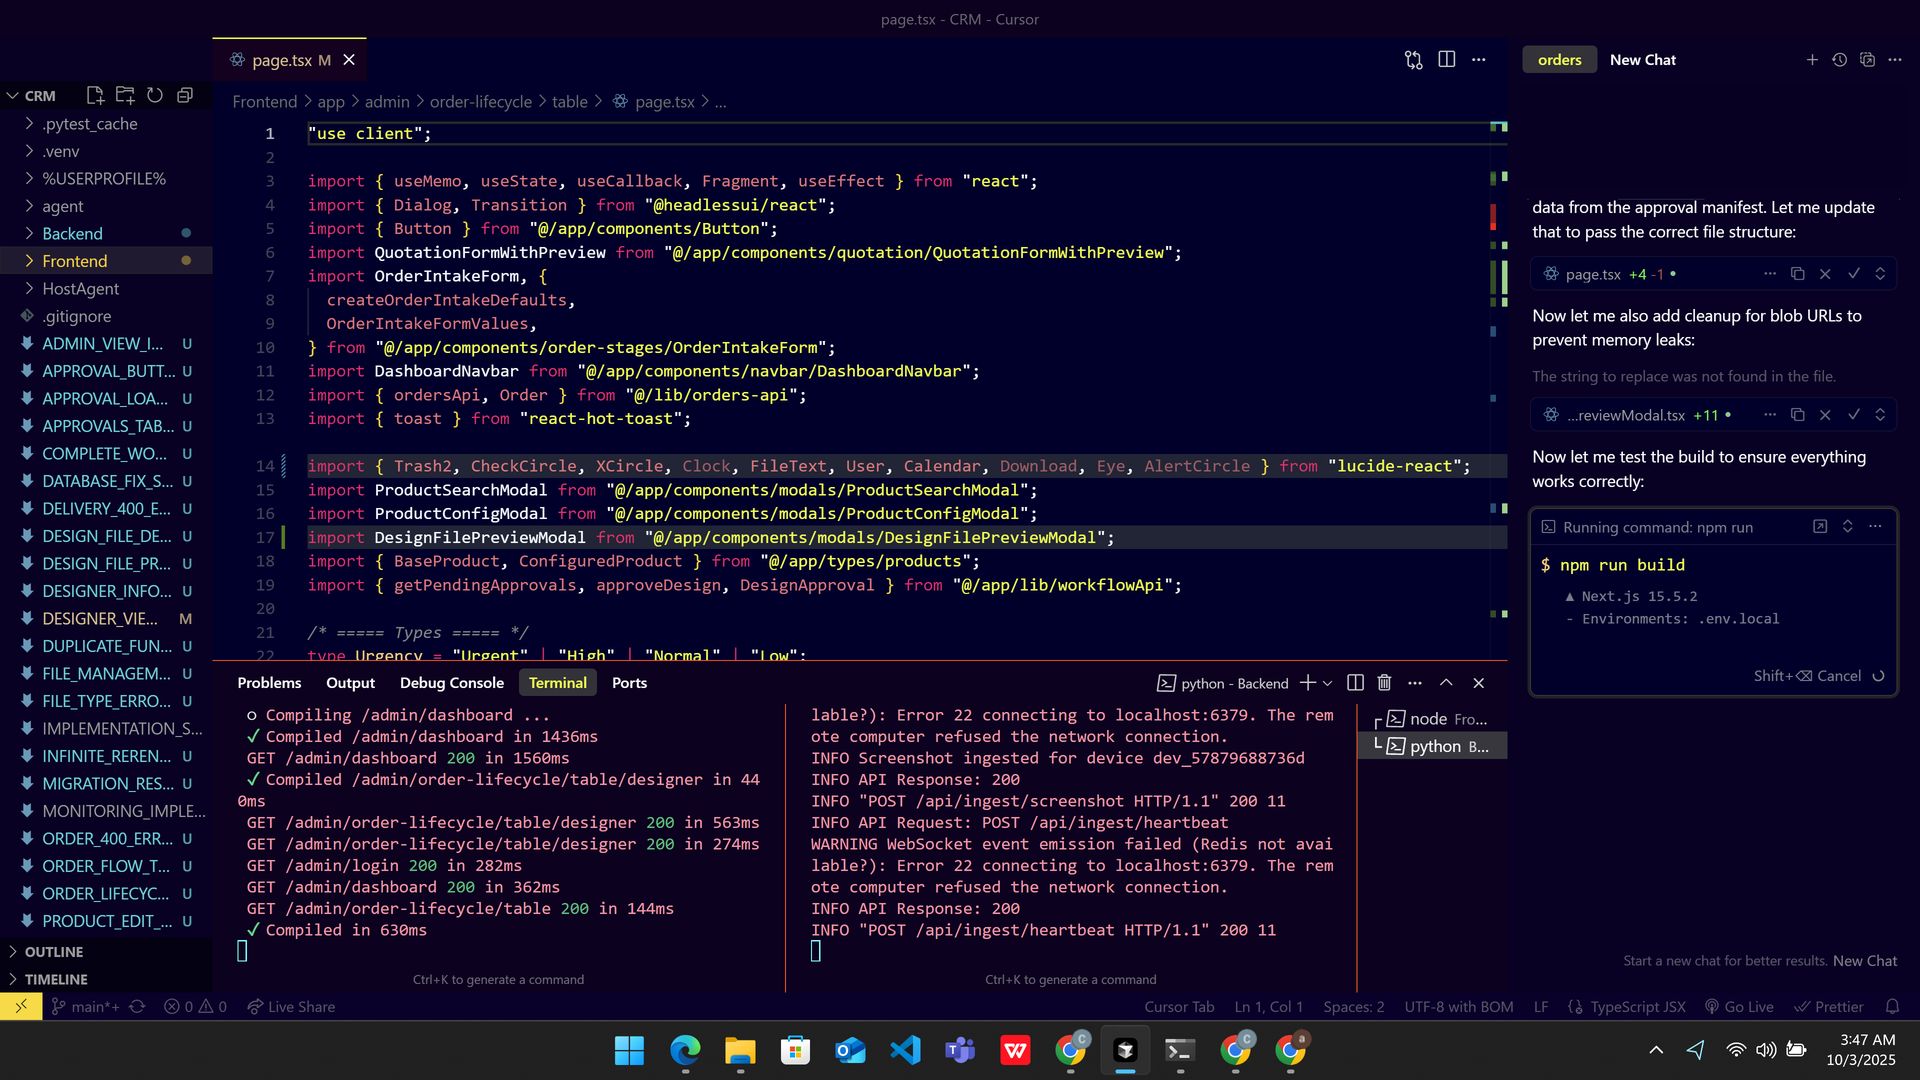 page.tsx - CRM - Cursor
page.tsx M
orders
New Chat
CRM
.pytest_cache
.venv
%USERPROFILE%
agent
Backend
Frontend
HostAgent
.gitignore
ADMIN_VIEW_I... U
APPROVAL_BUTT... U
APPROVAL_LOA... U
APPROVALS_TAB... U
COMPLETE_WO... U
DATABASE_FIX_S... U
DELIVERY_400_E... U
DESIGN_FILE_DE... U
DESIGN_FILE_PR... U
DESIGNER_INFO... U
DESIGNER_VIE... M
DUPLICATE_FUN... U
FILE_MANAGEM... U
FILE_TYPE_ERRO... U
IMPLEMENTATION_S...
INFINITE_REREN... U
MIGRATION_RES... U
MONITORING_IMPLE...
ORDER_400_ERR... U
ORDER_FLOW_T... U
ORDER_LIFECYC... U
PRODUCT_EDIT_... U
OUTLINE
TIMELINE
Frontend > app > admin > order-lifecycle > table > page.tsx > ...
1 "use client";
2
3 import { useMemo, useState, useCallback, Fragment, useEffect } from "react";
4 import { Dialog, Transition } from "@headlessui/react";
5 import { Button } from "@/app/components/Button";
6 import QuotationFormWithPreview from "@/app/components/quotation/QuotationFormWithPreview";
7 import OrderIntakeForm, {
8 createOrderIntakeDefaults,
9 OrderIntakeFormValues,
10 } from "@/app/components/order-stages/OrderIntakeForm";
11 import DashboardNavbar from "@/app/components/navbar/DashboardNavbar";
12 import { ordersApi, Order } from "@/lib/orders-api";
13 import { toast } from "react-hot-toast";
14 import { Trash2, CheckCircle, XCircle, Clock, FileText, User, Calendar, Download, Eye, AlertCircle } from "lucide-react";
15 import ProductSearchModal from "@/app/components/modals/ProductSearchModal";
16 import ProductConfigModal from "@/app/components/modals/ProductConfigModal";
17 import DesignFilePreviewModal from "@/app/components/modals/DesignFilePreviewModal";
18 import { BaseProduct, ConfiguredProduct } from "@/app/types/products";
19 import { getPendingApprovals, approveDesign, DesignApproval } from "@/app/lib/workflowApi";
20
21 /* ===== Types ===== */
22 type Urgency = "Urgent" | "High" | "Normal" | "Low";
Problems Output Debug Console Terminal Ports
python - Backend
Compiling /admin/dashboard ...
✓ Compiled /admin/dashboard in 1436ms
GET /admin/dashboard 200 in 1560ms
✓ Compiled /admin/order-lifecycle/table/designer in 44
0ms
GET /admin/order-lifecycle/table/designer 200 in 563ms
GET /admin/order-lifecycle/table/designer 200 in 274ms
GET /admin/login 200 in 282ms
GET /admin/dashboard 200 in 362ms
GET /admin/order-lifecycle/table 200 in 144ms
✓ Compiled in 630ms
Ctrl+K to generate a command
lable?): Error 22 connecting to localhost:6379. The rem
ote computer refused the network connection.
INFO Screenshot ingested for device dev_57879688736d
INFO API Response: 200
INFO "POST /api/ingest/screenshot HTTP/1.1" 200 11
INFO API Request: POST /api/ingest/heartbeat
WARNING WebSocket event emission failed (Redis not avai
lable?): Error 22 connecting to localhost:6379. The rem
ote computer refused the network connection.
INFO API Response: 200
INFO "POST /api/ingest/heartbeat HTTP/1.1" 200 11
Ctrl+K to generate a command
node Fro...
python B...
data from the approval manifest. Let me update
that to pass the correct file structure:
page.tsx +4 -1
Now let me also add cleanup for blob URLs to
prevent memory leaks:
The string to replace was not found in the file.
...reviewModal.tsx +11
Now let me test the build to ensure everything
works correctly:
Running command: npm run
$ npm run build
▲ Next.js 15.5.2
- Environments: .env.local
Shift+⌫ Cancel
Start a new chat for better results. New Chat
main*+
0 0
Live Share
Cursor Tab
Ln 1, Col 1
Spaces: 2
UTF-8 with BOM
LF
TypeScript JSX
Go Live
Prettier
3:47 AM
10/3/2025